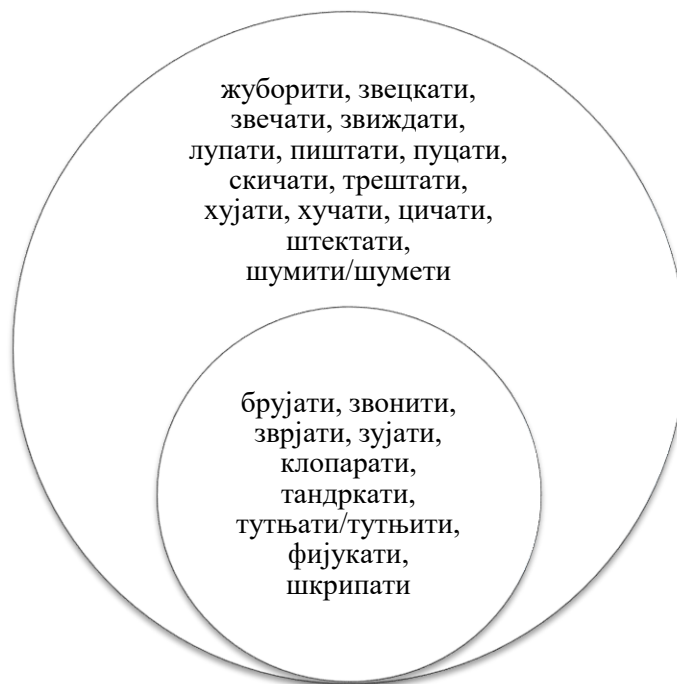 жуборити, звецкати,
звечати, звиждати,
лупати, пиштати, пуцати,
скичати, трештати,
хујати, хучати, цичати,
штектати,
шумити/шумети
брујати, звонити,
зврјати, зујати,
клопарати,
тандркати,
тутњати/тутњити,
фијукати,
шкрипати